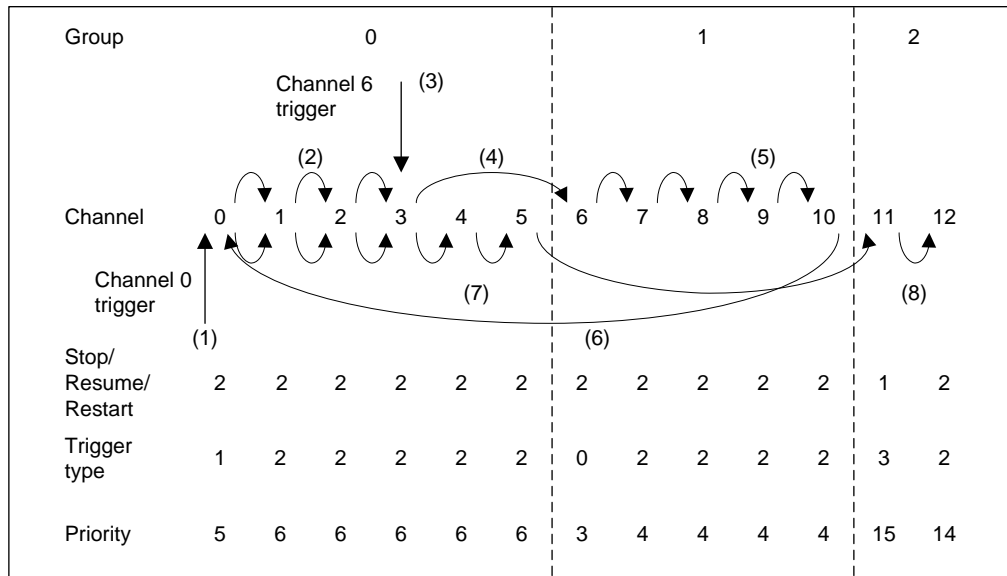 Group 0 1 2
Channel 6
trigger
(3)
(2) (4) (5)
Channel 0 1 2 3 4 5 6 7 8 9 10 11 12
Channel 0
trigger
(7) (8)
(1) (6)
Stop/
Resume/
Restart
2 2 2 2 2 2 2 2 2 2 2 1 2
Trigger
type
1 2 2 2 2 2 0 2 2 2 2 3 2
Priority 5 6 6 6 6 6 3 4 4 4 4 15 14